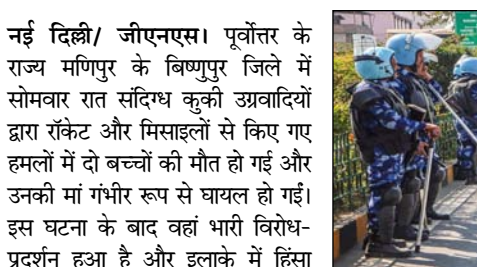 नई दिल्ली/ जीएनएस। पूर्वोत्तर के
राज्य मणिपुर के बिष्णुपुर जिले में
सोमवार रात संदिग्ध कुकी उग्रवादियों
द्वारा रॉकेट और मिसाइलों से किए गए
हमलों में दो बच्चों की मौत हो गई और
उनकी मां गंभीर रूप से घायल हो गईं।
इस घटना के बाद वहां भारी विरोध-
प्रदर्शन हुआ है और इलाके में हिंसा